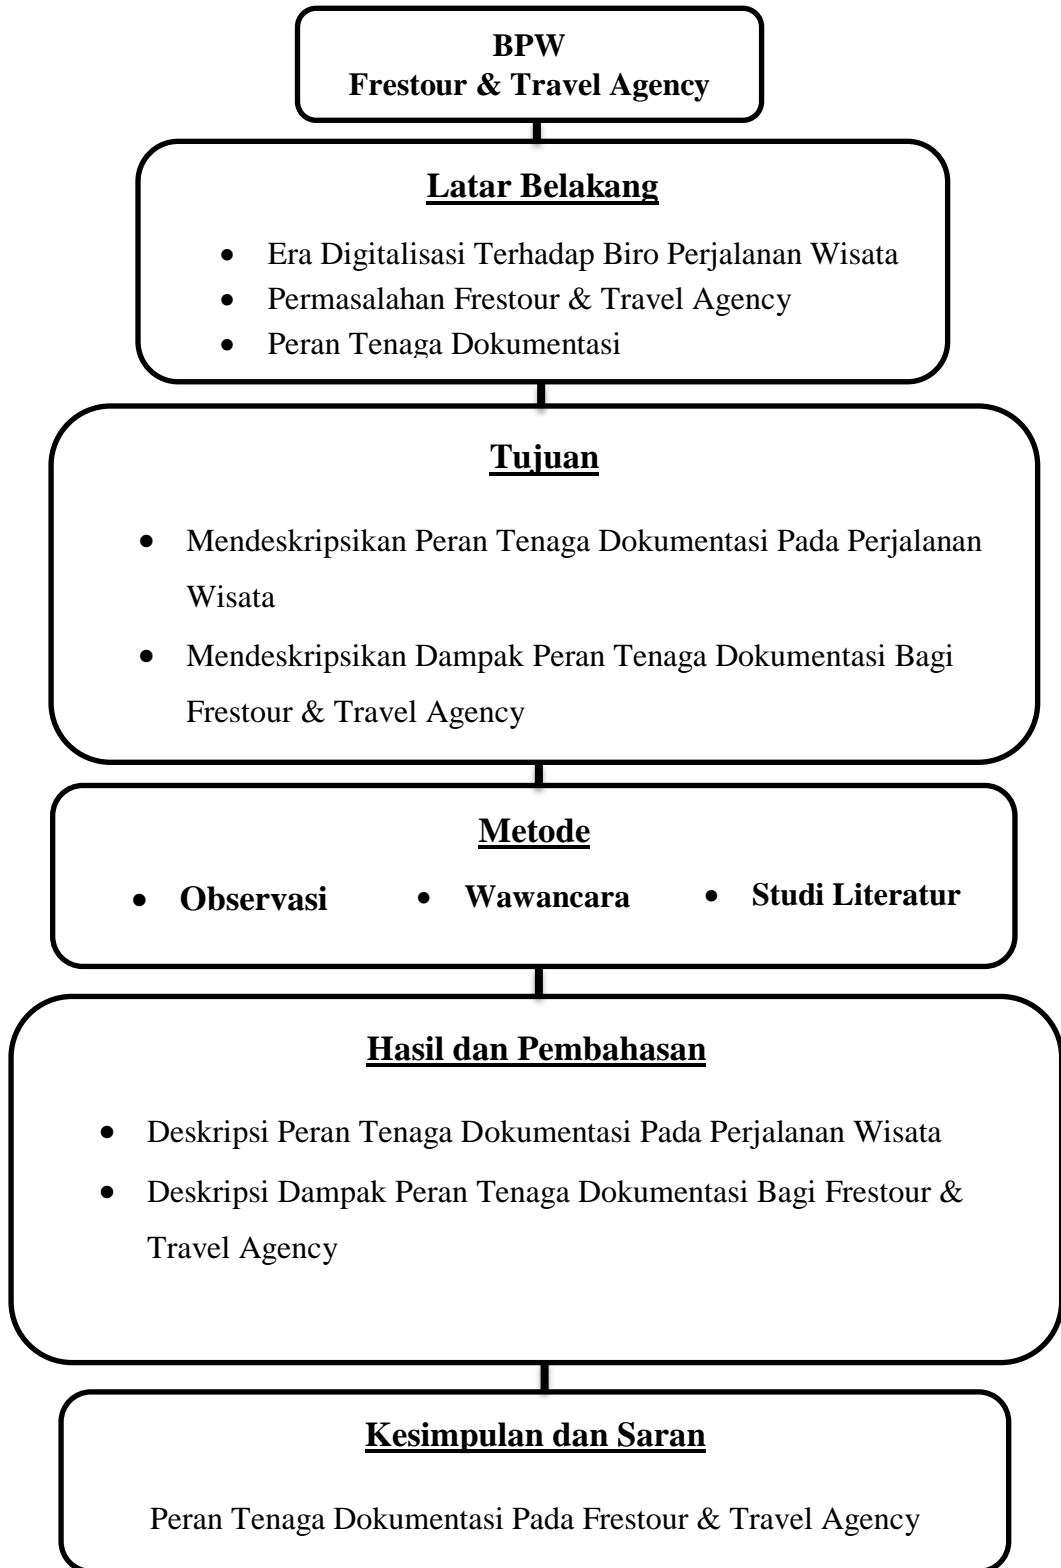 BPW
Frestour & Travel Agency
Latar Belakang
• Era Digitalisasi Terhadap Biro Perjalanan Wisata
• Permasalahan Frestour & Travel Agency
• Peran Tenaga Dokumentasi
Tujuan
• Mendeskripsikan Peran Tenaga Dokumentasi Pada Perjalanan
Wisata
• Mendeskripsikan Dampak Peran Tenaga Dokumentasi Bagi
Frestour & Travel Agency
Metode
• Observasi • Wawancara • Studi Literatur
Hasil dan Pembahasan
• Deskripsi Peran Tenaga Dokumentasi Pada Perjalanan Wisata
• Deskripsi Dampak Peran Tenaga Dokumentasi Bagi Frestour &
Travel Agency
Kesimpulan dan Saran
Peran Tenaga Dokumentasi Pada Frestour & Travel Agency